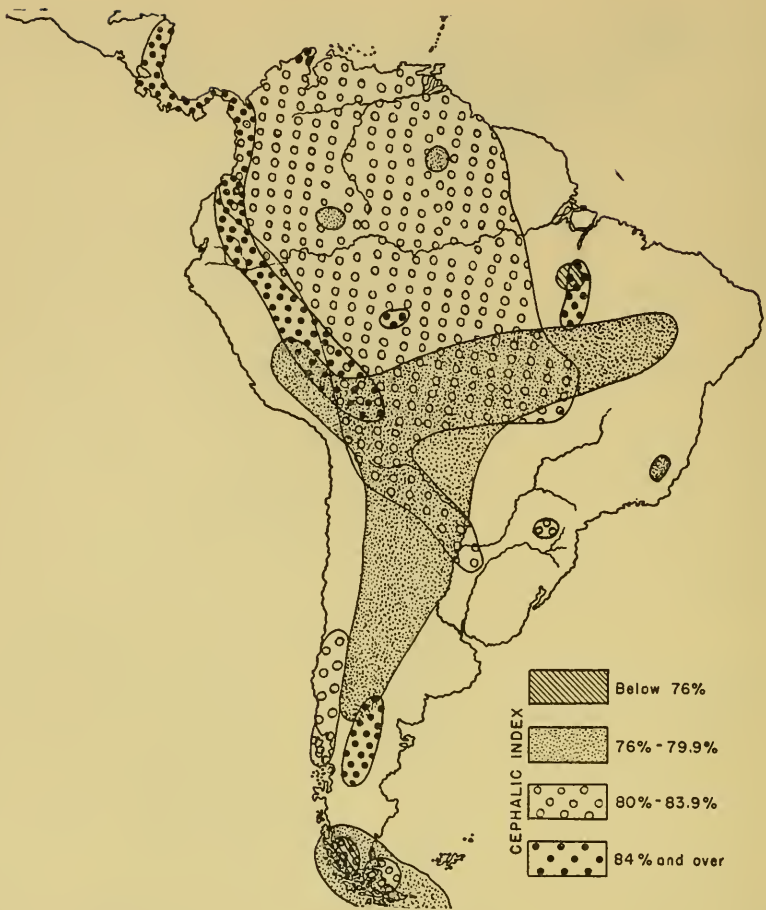 CEPHALIC INDEX
Below 76%
76%-79.9%
80%-83.9%
84% and over